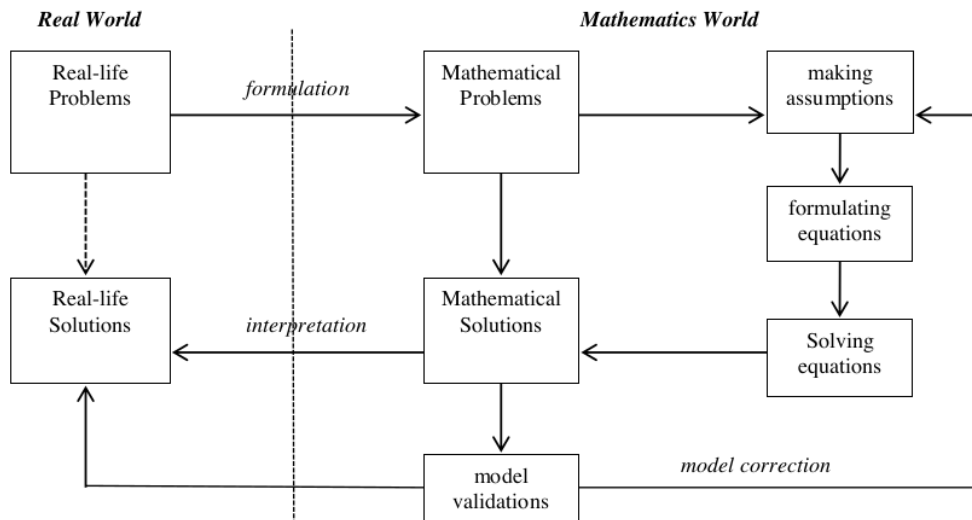 Real World
Mathematics World
Real-life
Problems
formulation
Mathematical
Problems
making
assumptions
formulating
equations
Real-life
Solutions
interpretation
Mathematical
Solutions
Solving
equations
model
validations
model correction